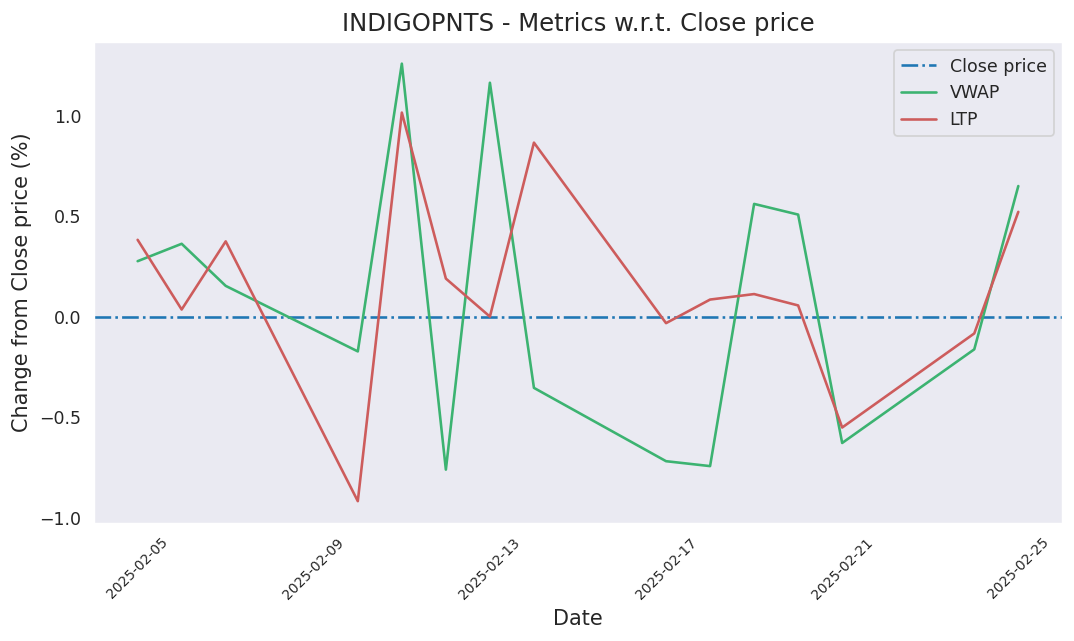 INDIGOPNTS - Metrics w.r.t. Close price
Close price
VWAP
LTP
Change from Close price (%)
1.0
0.5
0.0
−0.5
−1.0
2025-02-05
2025-02-09
2025-02-13
2025-02-17
2025-02-21
2025-02-25
Date